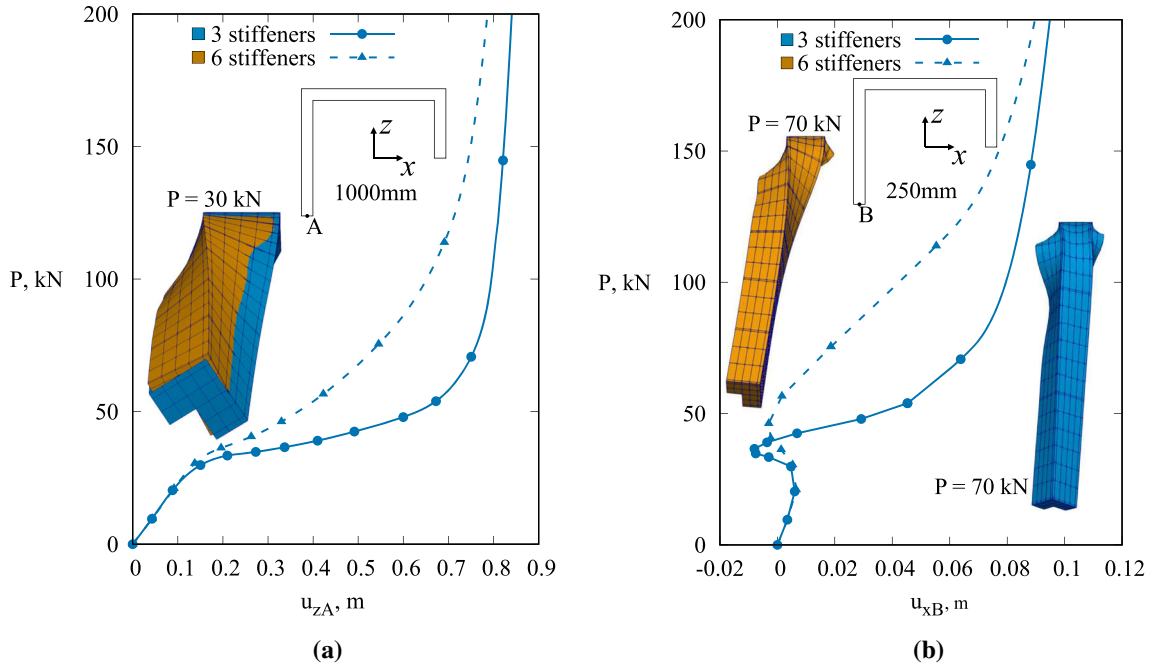 200
150
100
50
0
P, kN
3 stiffeners
6 stiffeners
z
x
1000mm
A
P = 30 kN
0 0.1 0.2 0.3 0.4 0.5 0.6 0.7 0.8 0.9
u_zA, m
(a)
200
150
100
50
0
P, kN
3 stiffeners
6 stiffeners
P = 70 kN
z
x
250mm
B
P = 70 kN
-0.02 0 0.02 0.04 0.06 0.08 0.1 0.12
u_xB, m
(b)